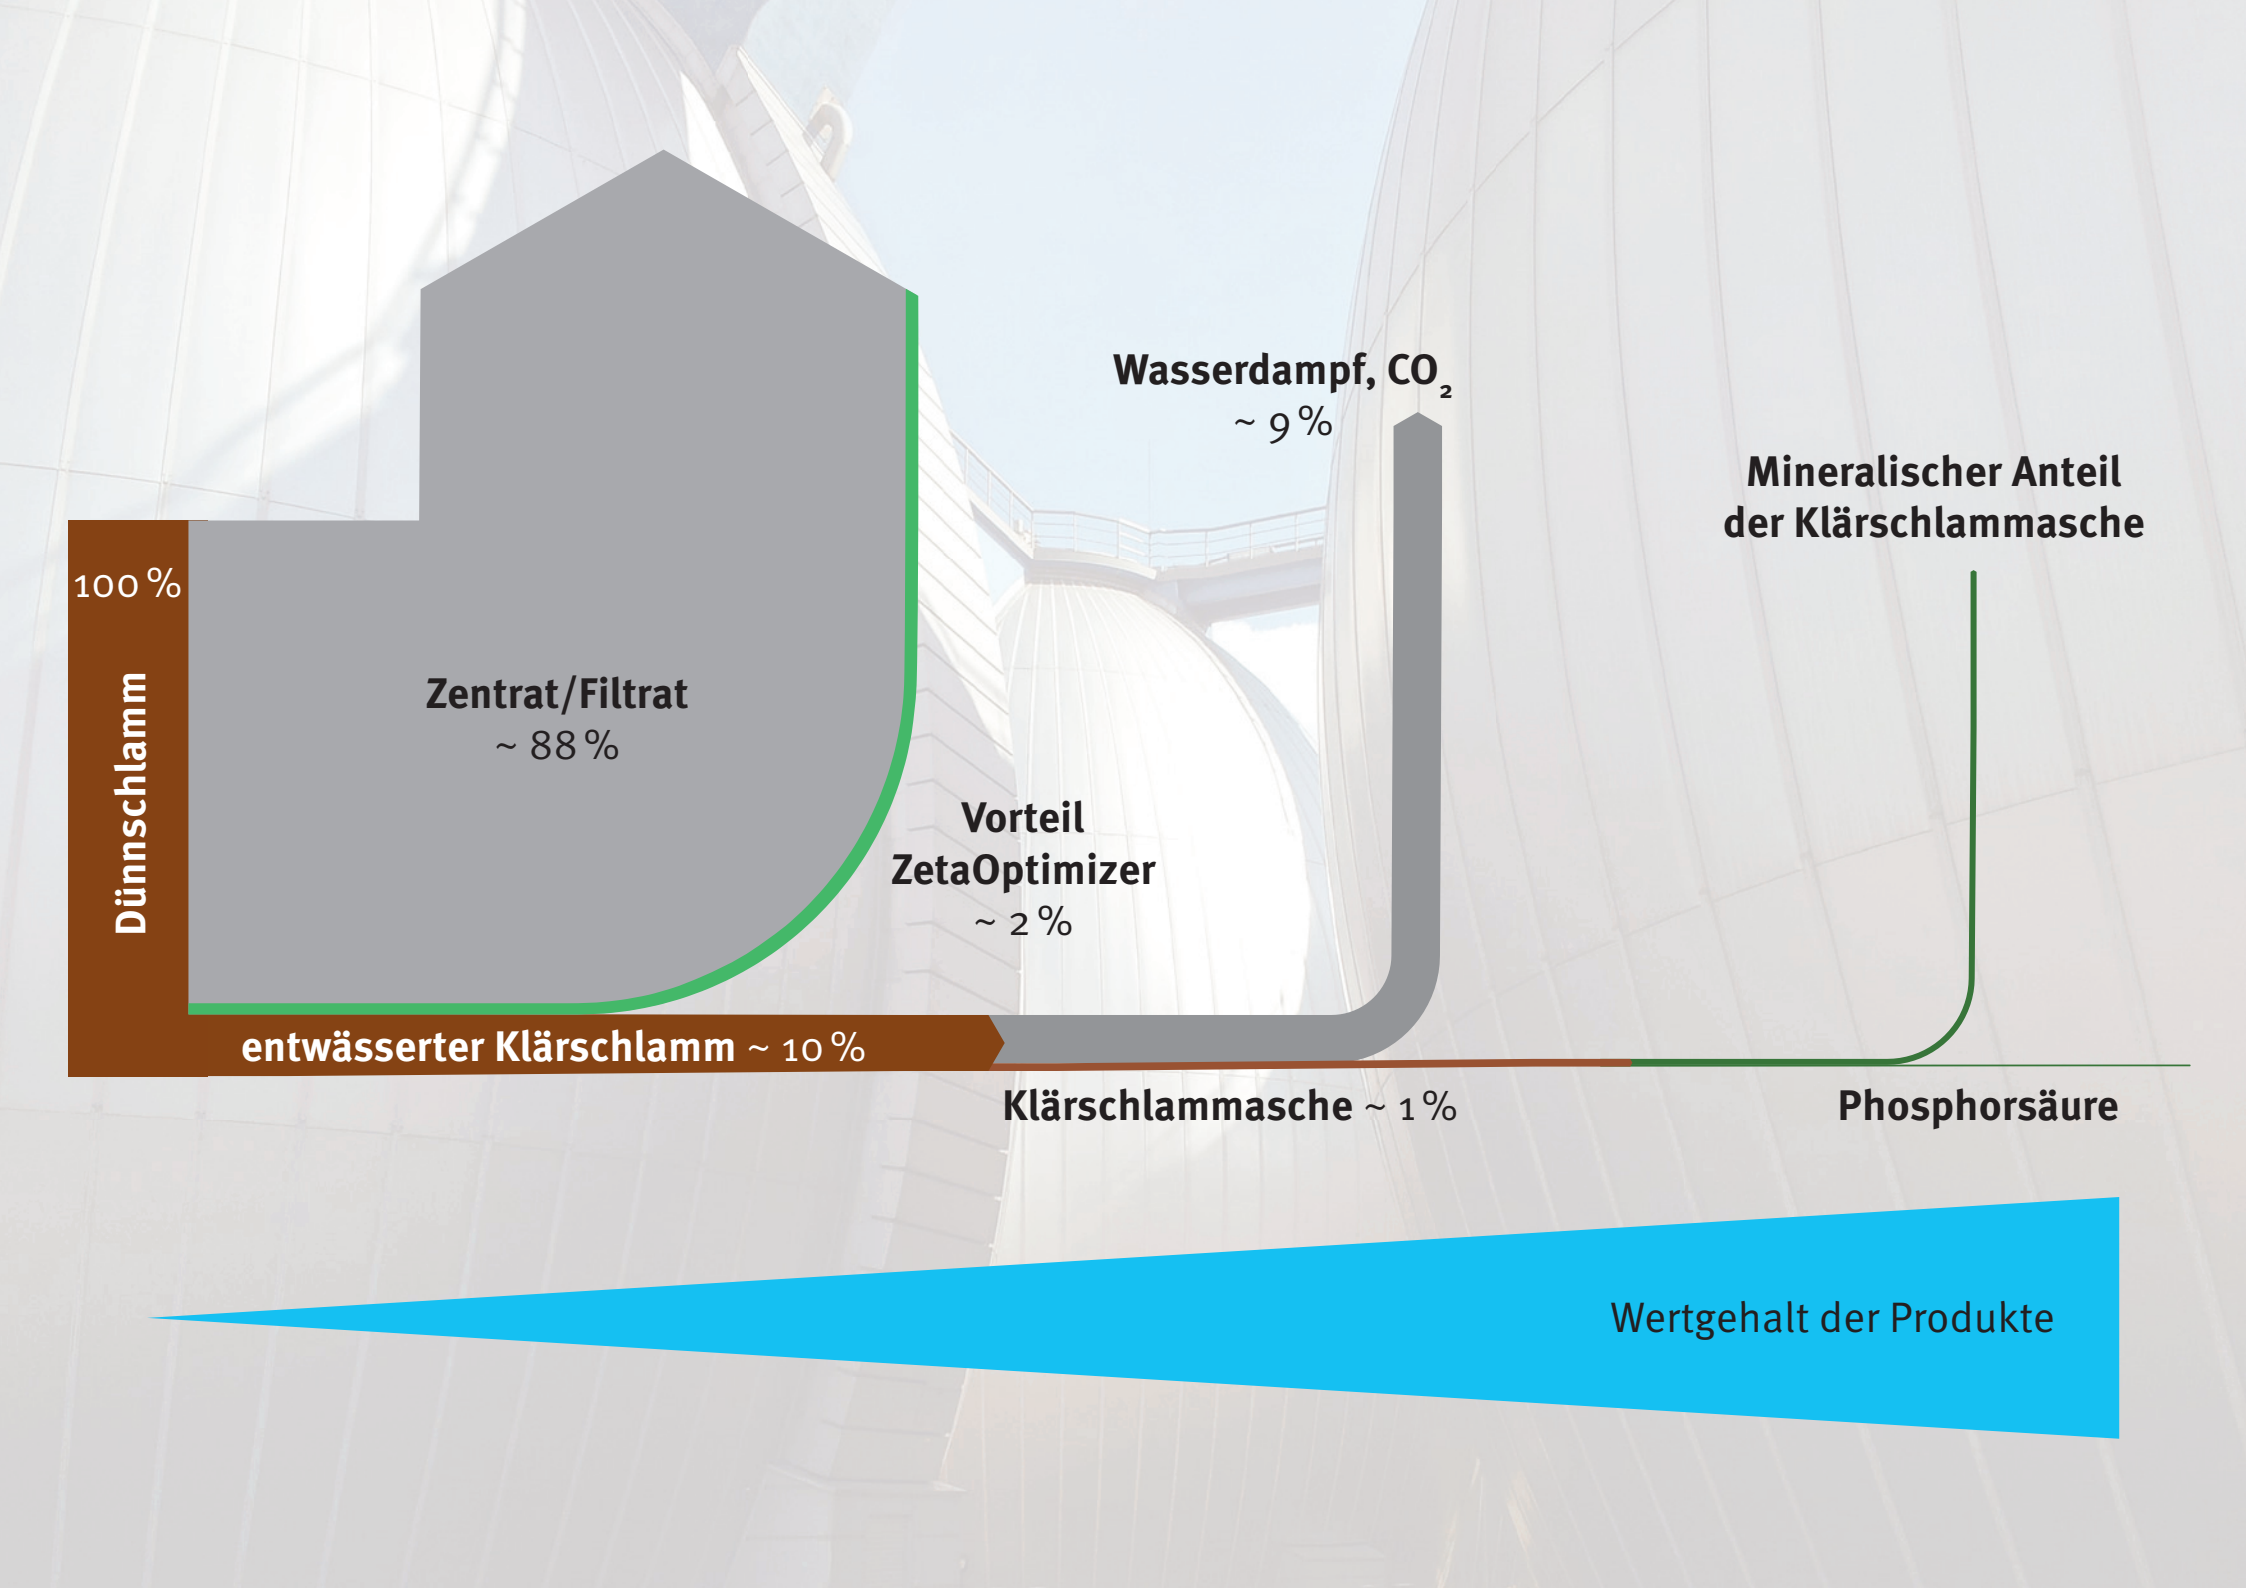 100 %
Dünnschlamm
Zentrat/Filtrat
~ 88 %
Vorteil
ZetaOptimizer
~ 2 %
entwässerter Klärschlamm ~ 10 %
Wasserdampf, CO₂
~ 9 %
Klärschlammasche ~ 1 %
Mineralischer Anteil
der Klärschlammasche
Phosphorsäure
Wertgehalt der Produkte